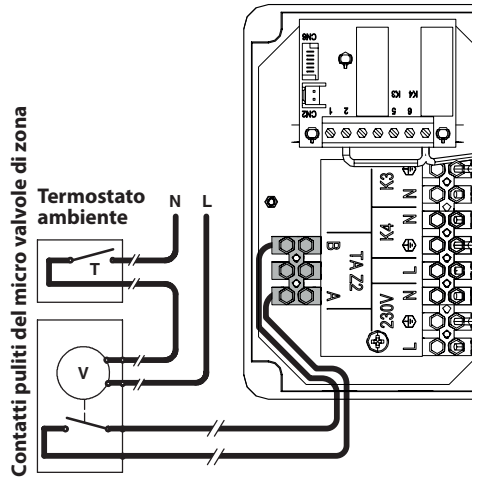 Contatti puliti del micro valvole di zona
Termostato
ambiente
N L
T
V
CN6
CN2
1 2 K3 K4 5 6
K3
N
K4
N
B
TA Z2
A
L
N
230V
L